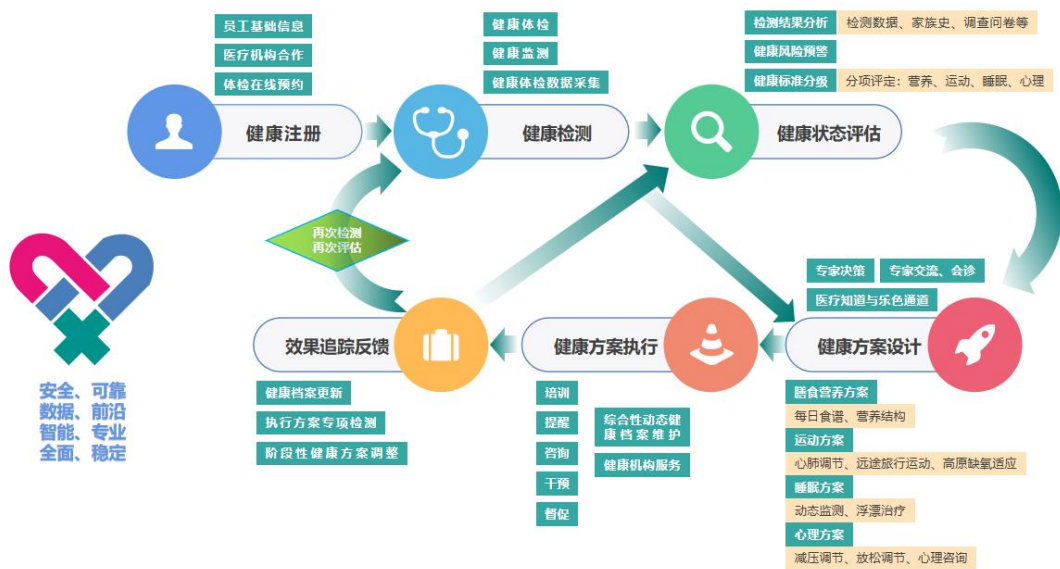 员工基础信息
医疗机构合作
体检在线预约
健康注册
健康体检
健康监测
健康体检数据采集
健康检测
检测结果分析 检测数据、家族史、调查问卷等
健康风险预警
健康标准分级 分项评定：营养、运动、睡眠、心理
健康状态评估
再次检测
再次评估
专家决策 专家交流、会诊
医疗知道与乐色通道
健康方案设计
膳食营养方案
每日食谱、营养结构
运动方案
心肺调节、远途旅行运动、高原缺氧适应
睡眠方案
动态监测、浮漂治疗
心理方案
减压调节、放松调节、心理咨询
健康方案执行
培训
提醒
咨询
干预
督促
综合性动态健
康档案维护
健康机构服务
效果追踪反馈
健康档案更新
执行方案专项检测
阶段性健康方案调整
安全、可靠
数据、前沿
智能、专业
全面、稳定